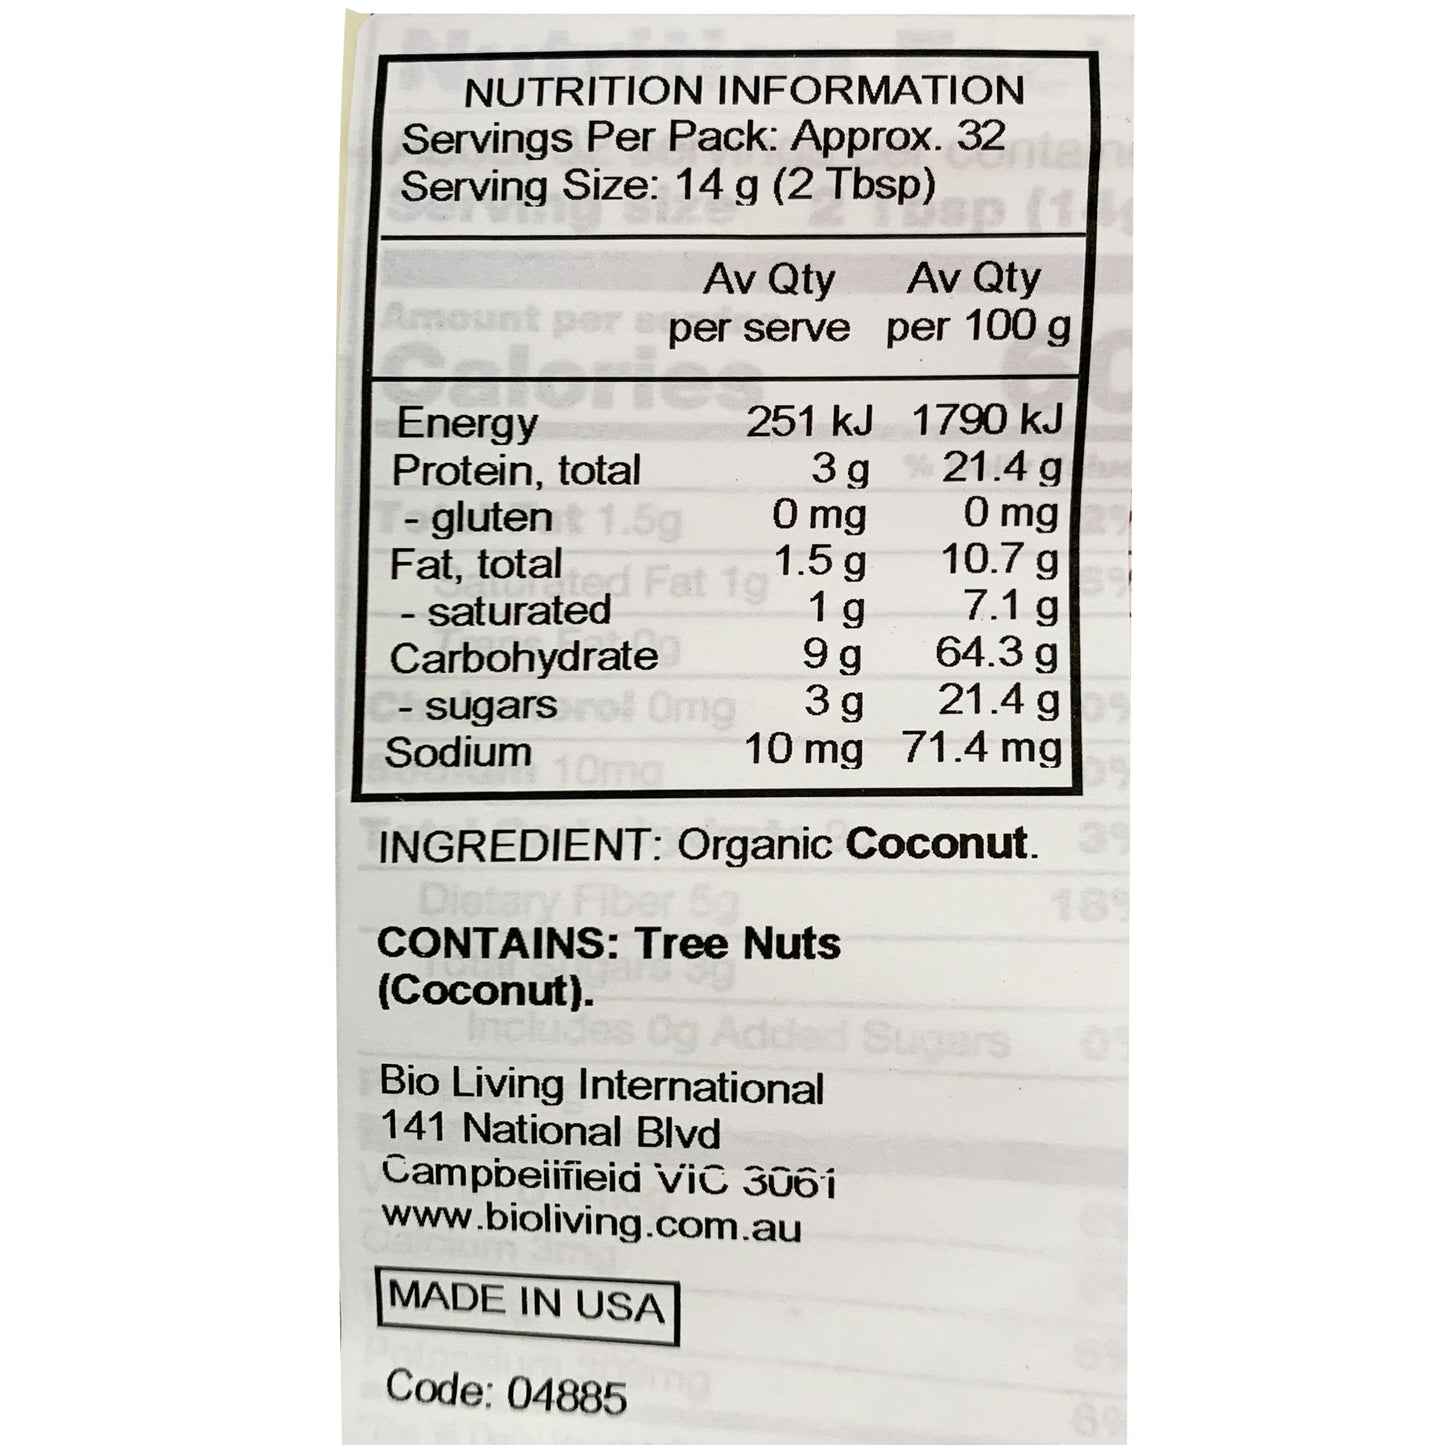 NUTRITION INFORMATION
Servings Per Pack: Approx. 32
Serving Size: 14 g (2 Tbsp)
Av Qty per serve Av Qty per 100 g
Energy 251 kJ 1790 kJ
Protein, total 3 g 21.4 g
- gluten 0 mg 0 mg
Fat, total 1.5 g 10.7 g
- saturated 1 g 7.1 g
Carbohydrate 9 g 64.3 g
- sugars 3 g 21.4 g
Sodium 10 mg 71.4 mg
INGREDIENT: Organic Coconut.
CONTAINS: Tree Nuts
(Coconut).
Bio Living International
141 National Blvd
Campbellfield VIC 3061
www.bioliving.com.au
MADE IN USA
Code: 04885